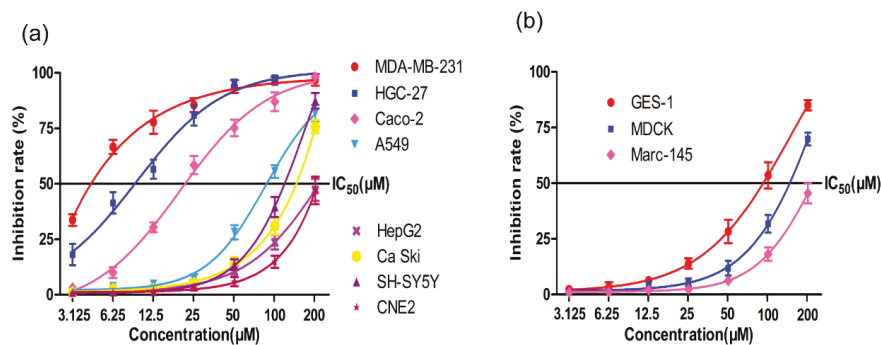 (a)
Inhibition rate (%)
100
75
50
25
0
3.125 6.25 12.5 25 50 100 200
Concentration(μM)
MDA-MB-231
HGC-27
Caco-2
A549
IC50(μM)
HepG2
Ca Ski
SH-SY5Y
CNE2
(b)
Inhibition rate (%)
100
75
50
25
0
3.125 6.25 12.5 25 50 100 200
Concentration(μM)
GES-1
MDCK
Marc-145
IC50(μM)